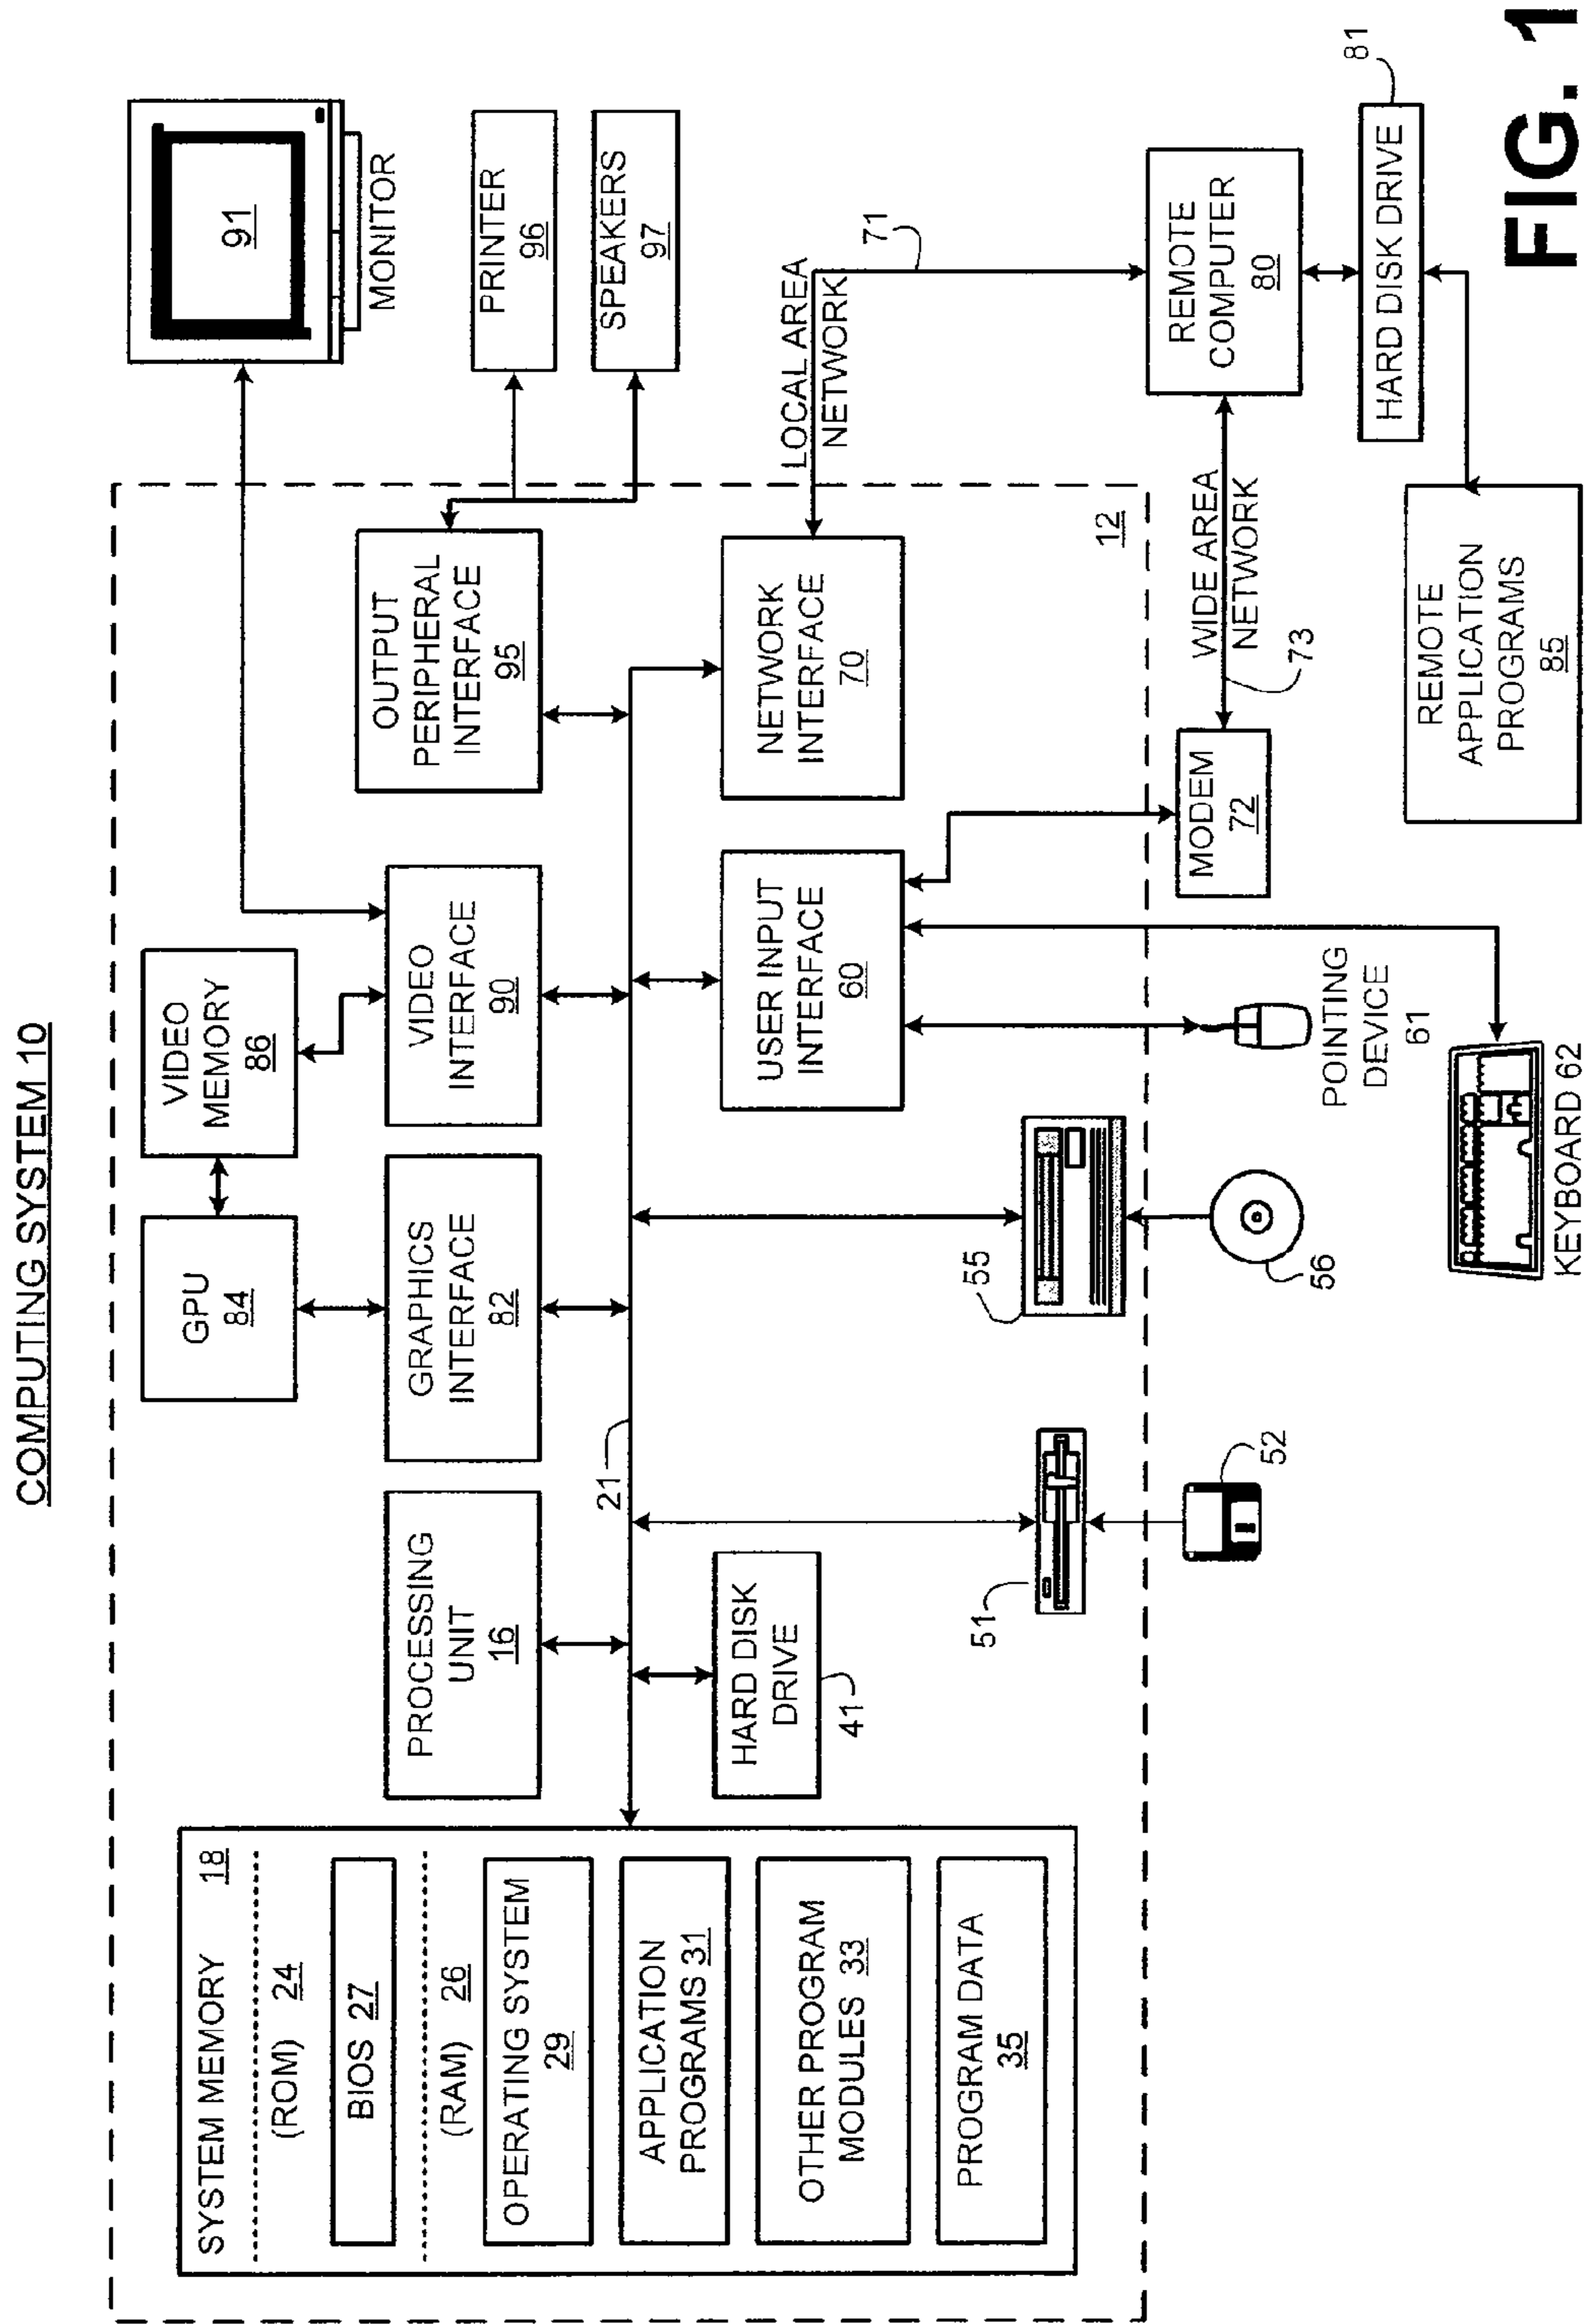 COMPUTING SYSTEM 10
SYSTEM MEMORY 18
(ROM) 24
BIOS 27
(RAM) 26
OPERATING SYSTEM
29
APPLICATION
PROGRAMS 31
OTHER PROGRAM
MODULES 33
PROGRAM DATA
35
PROCESSING
UNIT
16
GPU
84
GRAPHICS
INTERFACE
82
VIDEO
MEMORY
86
VIDEO
INTERFACE
90
OUTPUT
PERIPHERAL
INTERFACE
95
91
MONITOR
PRINTER
96
SPEAKERS
97
21
HARD DISK
DRIVE
41
51
52
55
56
USER INPUT
INTERFACE
60
NETWORK
INTERFACE
70
LOCAL AREA
NETWORK
71
12
MODEM
72
WIDE AREA
NETWORK
73
REMOTE
COMPUTER
80
81
HARD DISK DRIVE
REMOTE
APPLICATION
PROGRAMS
85
POINTING
DEVICE
61
KEYBOARD 62
FIG. 1